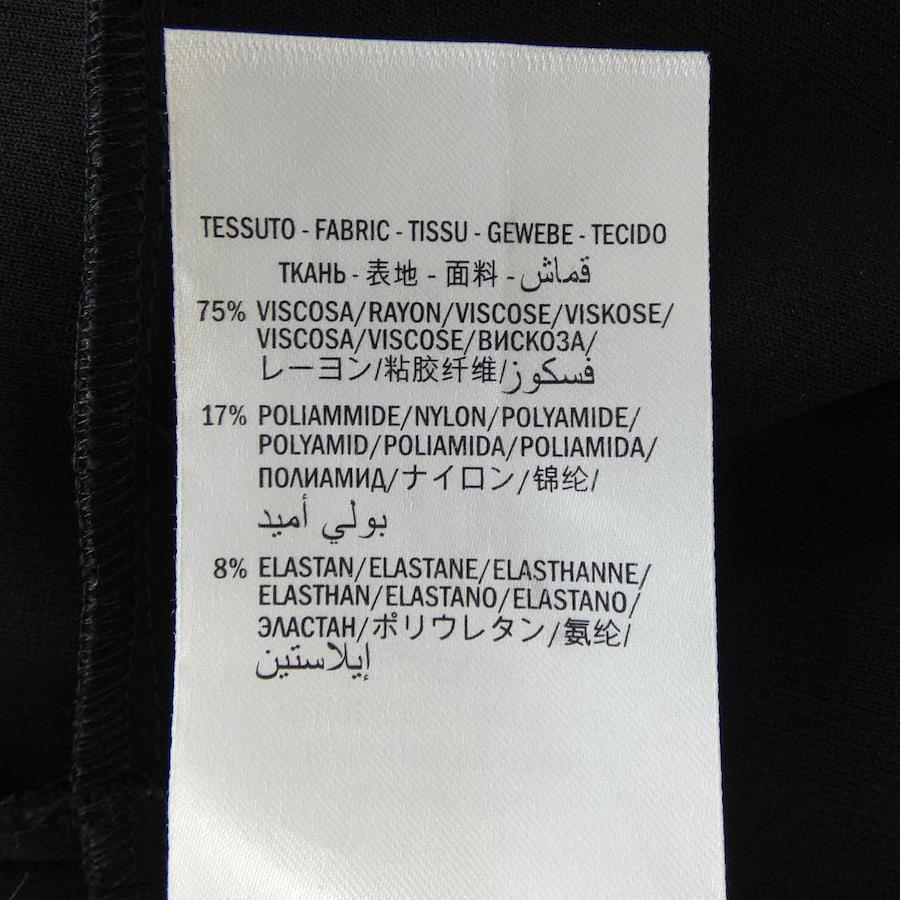 TESSUTO - FABRIC - TISSU - GEWEBE - TECIDO
ТКАНЬ - 表地 - 面料 - قماش
75% VISCOSA/RAYON/VISCOSE/VISKOSE/
VISCOSA/VISCOSE/ВИСКОЗА/
レーヨン/粘胶纤维/فسكوز
17% POLIAMMIDE/NYLON/POLYAMIDE/
POLYAMID/POLIAMIDA/POLIAMIDA/
ПОЛИАМИД/ナイロン/锦纶/
بولي أميد
8% ELASTAN/ELASTANE/ELASTHANNE/
ELASTHAN/ELASTANO/ELASTANO/
ЭЛАСТАН/ポリウレタン/氨纶/
إيلاستين